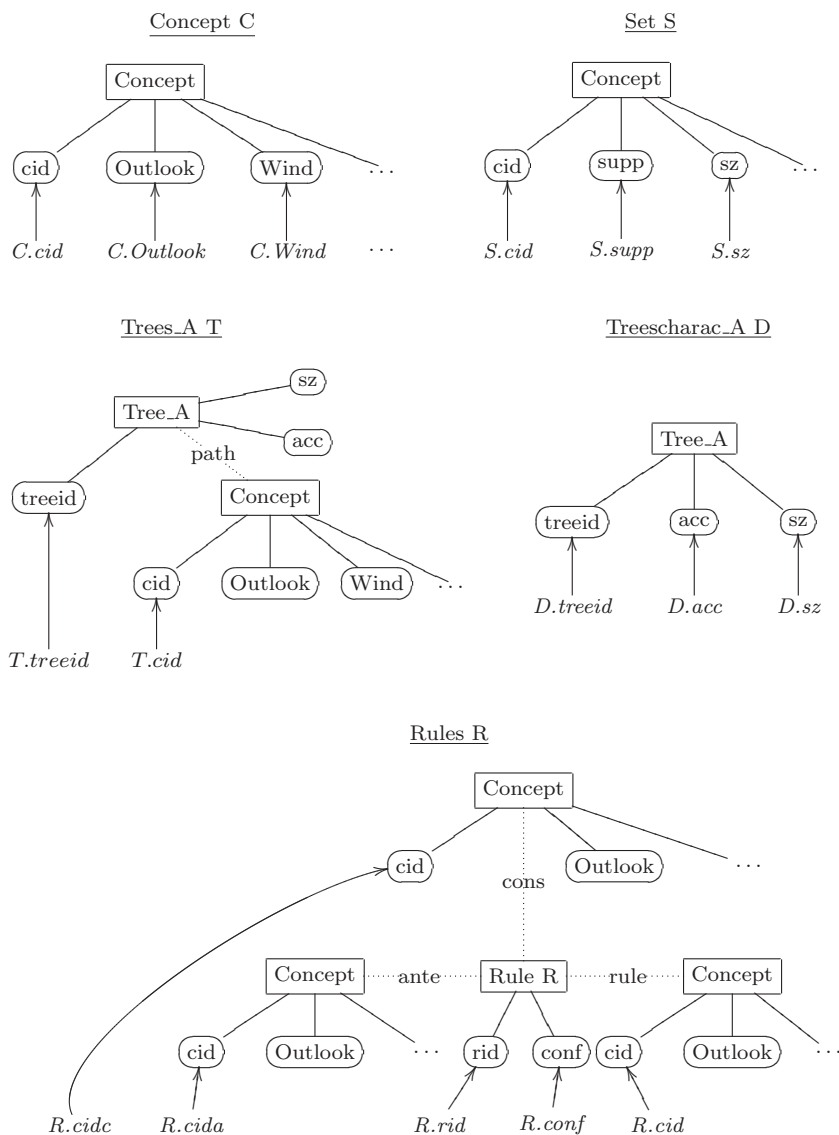 Concept C
Set S
Concept
Concept
cid
Outlook
Wind
...
cid
supp
sz
...
C.cid
C.Outlook
C.Wind
...
S.cid
S.supp
S.sz
Trees_A T
Treescharac_A D
sz
Tree_A
acc
path
treeid
Concept
cid
Outlook
Wind
...
T.treeid
T.cid
Tree_A
treeid
acc
sz
D.treeid
D.acc
D.sz
Rules R
Concept
cid
Outlook
...
cons
Concept
ante
Rule R
rule
Concept
cid
Outlook
...
rid
conf
cid
Outlook
...
R.cidc
R.cida
R.rid
R.conf
R.cid